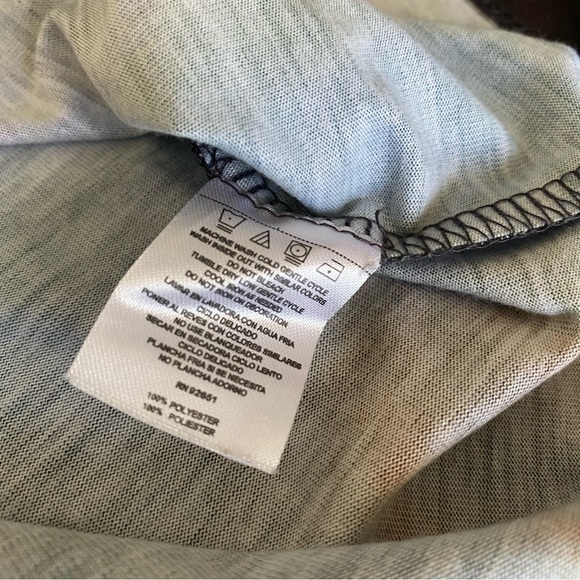 MACHINE WASH COLD GENTLE CYCLE
WASH INSIDE OUT WITH SIMILAR COLORS
DO NOT BLEACH
TUMBLE DRY LOW GENTLE CYCLE
COOL IRON AS NEEDED
DO NOT IRON ON DECORATION
LAVAR EN LAVADORA CON AGUA FRIA
CICLO DELICADO
PONER AL REVES CON COLORES SIMILARES
NO USE BLANQUEADOR
SECAR EN SECADORA CICLO LENTO
CICLO DELICADO
PLANCHA FRIA SI SE NECESITA
NO PLANCHA ADORNO
RN 92651
100% POLYESTER
100% POLIESTER